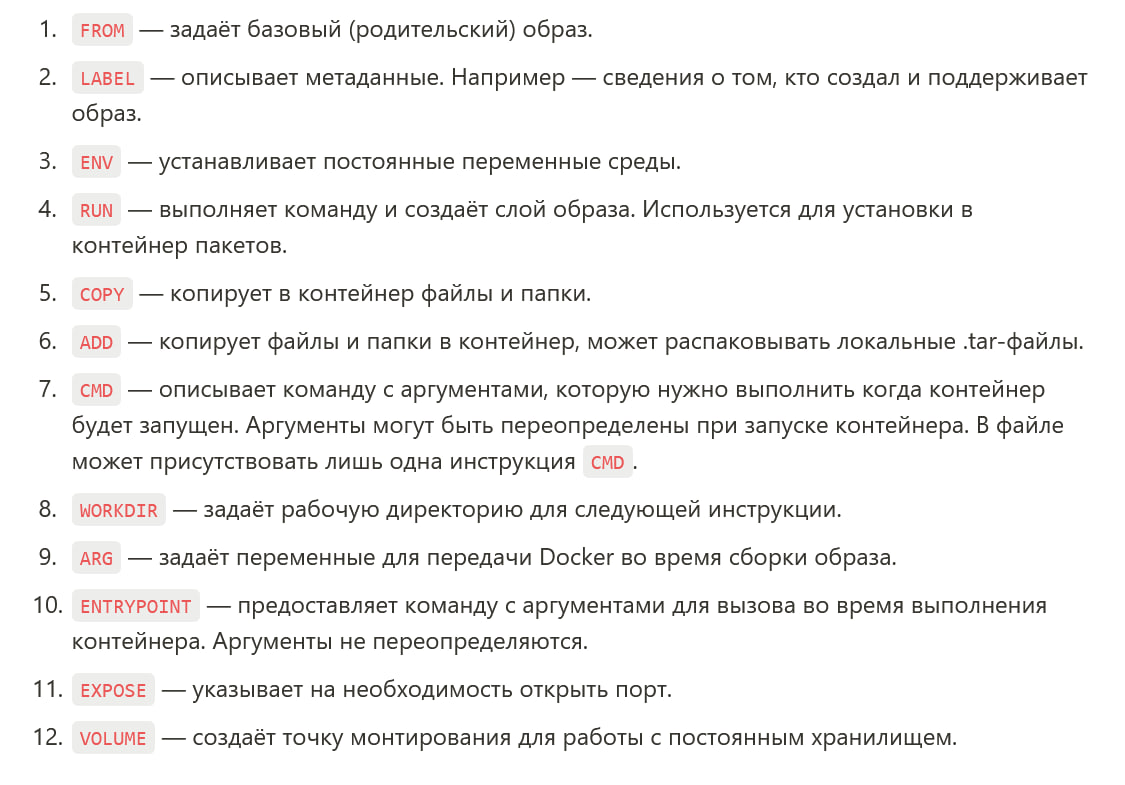 1. FROM — задаёт базовый (родительский) образ.
2. LABEL — описывает метаданные. Например — сведения о том, кто создал и поддерживает
образ.
3. ENV — устанавливает постоянные переменные среды.
4. RUN — выполняет команду и создаёт слой образа. Используется для установки в
контейнер пакетов.
5. COPY — копирует в контейнер файлы и папки.
6. ADD — копирует файлы и папки в контейнер, может распаковывать локальные .tar-файлы.
7. CMD — описывает команду с аргументами, которую нужно выполнить когда контейнер
будет запущен. Аргументы могут быть переопределены при запуске контейнера. В файле
может присутствовать лишь одна инструкция CMD.
8. WORKDIR — задаёт рабочую директорию для следующей инструкции.
9. ARG — задаёт переменные для передачи Docker во время сборки образа.
10. ENTRYPOINT — предоставляет команду с аргументами для вызова во время выполнения
контейнера. Аргументы не переопределяются.
11. EXPOSE — указывает на необходимость открыть порт.
12. VOLUME — создаёт точку монтирования для работы с постоянным хранилищем.